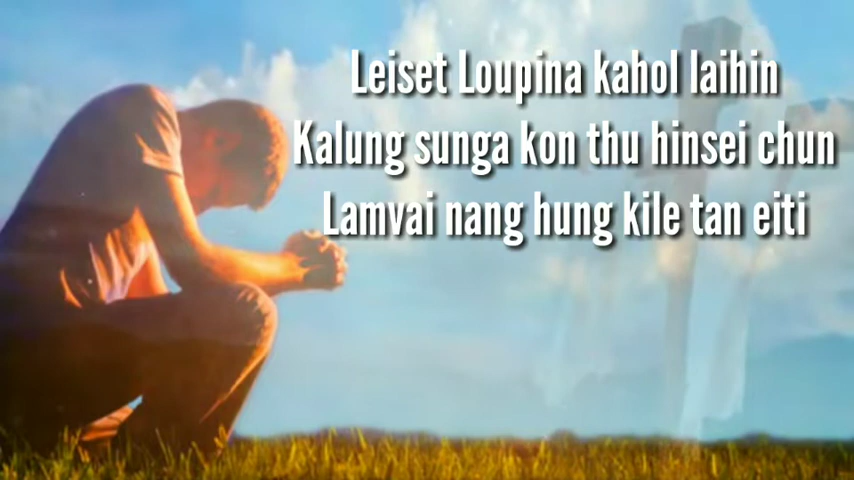 Leiset Loupina kahol laihin
Kalung sunga kon thu hinsei chun
Lamvai nang hung kile tan eiti